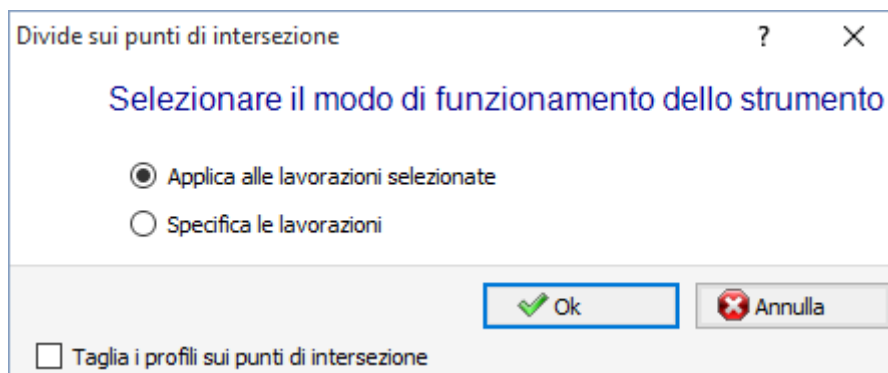 Divide sui punti di intersezione
?
Selezionare il modo di funzionamento dello strumento
Applica alle lavorazioni selezionate
Specifica le lavorazioni
Ok
Annulla
Taglia i profili sui punti di intersezione